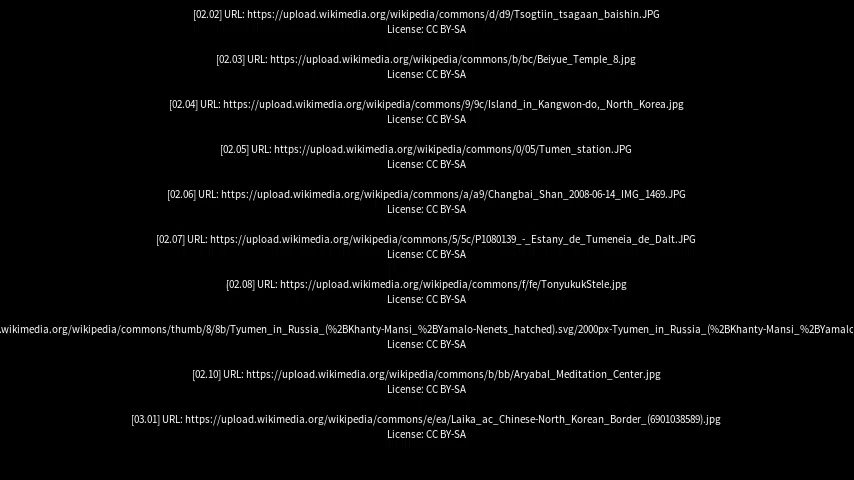 [02.02] URL: https://upload.wikimedia.org/wikipedia/commons/d/d9/Tsogtiin_tsagaan_baishin.JPG
License: CC BY-SA
[02.03] URL: https://upload.wikimedia.org/wikipedia/commons/b/bc/Beiyue_Temple_8.jpg
License: CC BY-SA
[02.04] URL: https://upload.wikimedia.org/wikipedia/commons/9/9c/Island_in_Kangwon-do,_North_Korea.jpg
License: CC BY-SA
[02.05] URL: https://upload.wikimedia.org/wikipedia/commons/0/05/Tumen_station.JPG
License: CC BY-SA
[02.06] URL: https://upload.wikimedia.org/wikipedia/commons/a/a9/Changbai_Shan_2008-06-14_IMG_1469.JPG
License: CC BY-SA
[02.07] URL: https://upload.wikimedia.org/wikipedia/commons/5/5c/P1080139_-_Estany_de_Tumeneia_de_Dalt.JPG
License: CC BY-SA
[02.08] URL: https://upload.wikimedia.org/wikipedia/commons/f/fe/TonyukukStele.jpg
License: CC BY-SA
.wikimedia.org/wikipedia/commons/thumb/8/8b/Tyumen_in_Russia_(%2BKhanty-Mansi_%2BYamalo-Nenets_hatched).svg/2000px-Tyumen_in_Russia_(%2BKhanty-Mansi_%2BYamalo
License: CC BY-SA
[02.10] URL: https://upload.wikimedia.org/wikipedia/commons/b/bb/Aryabal_Meditation_Center.jpg
License: CC BY-SA
[03.01] URL: https://upload.wikimedia.org/wikipedia/commons/e/ea/Laika_ac_Chinese-North_Korean_Border_(6901038589).jpg
License: CC BY-SA